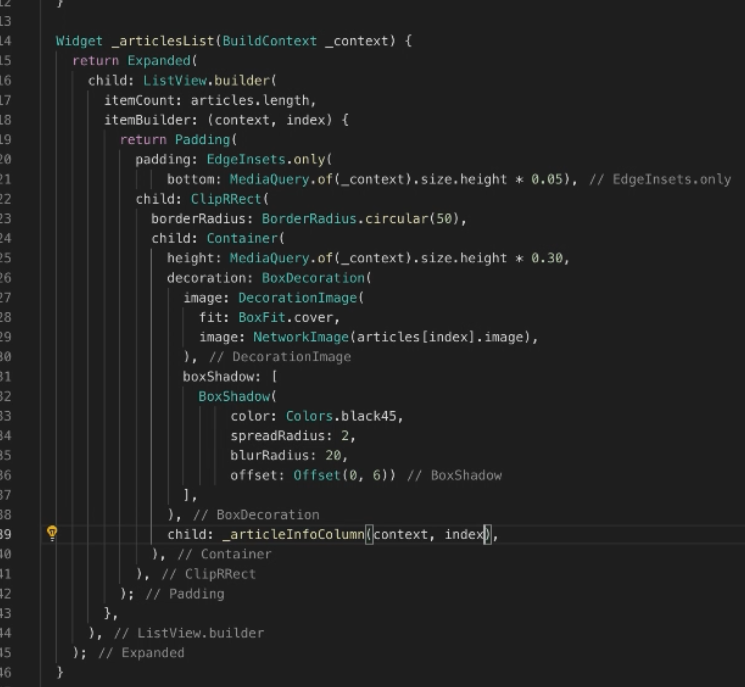 12 }
13
14 Widget _articlesList(BuildContext _context) {
15 return Expanded(
16 child: ListView.builder(
17 itemCount: articles.length,
18 itemBuilder: (context, index) {
19 return Padding(
20 padding: EdgeInsets.only(
21 bottom: MediaQuery.of(_context).size.height * 0.05), // EdgeInsets.only
22 child: ClipRRect(
23 borderRadius: BorderRadius.circular(50),
24 child: Container(
25 height: MediaQuery.of(_context).size.height * 0.30,
26 decoration: BoxDecoration(
27 image: DecorationImage(
28 fit: BoxFit.cover,
29 image: NetworkImage(articles[index].image),
30 ), // DecorationImage
31 boxShadow: [
32 BoxShadow(
33 color: Colors.black45,
34 spreadRadius: 2,
35 blurRadius: 20,
36 offset: Offset(0, 6)) // BoxShadow
37 ],
38 ), // BoxDecoration
39 child: _articleInfoColumn(context, index),
40 ), // Container
41 ), // ClipRRect
42 ); // Padding
43 },
44 ), // ListView.builder
45 ); // Expanded
46 }